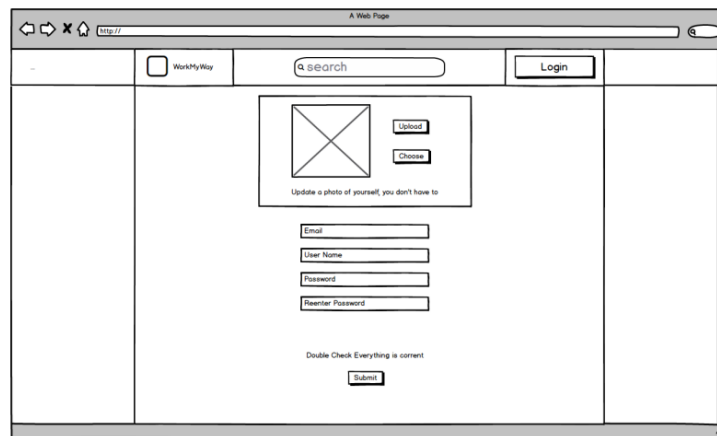 A Web Page
http://
WorkMyWay
search
Login
Upload
Choose
Update a photo of yourself, you don't have to
Email
User Name
Password
Reenter Password
Double Check Everything is corrent
Submit